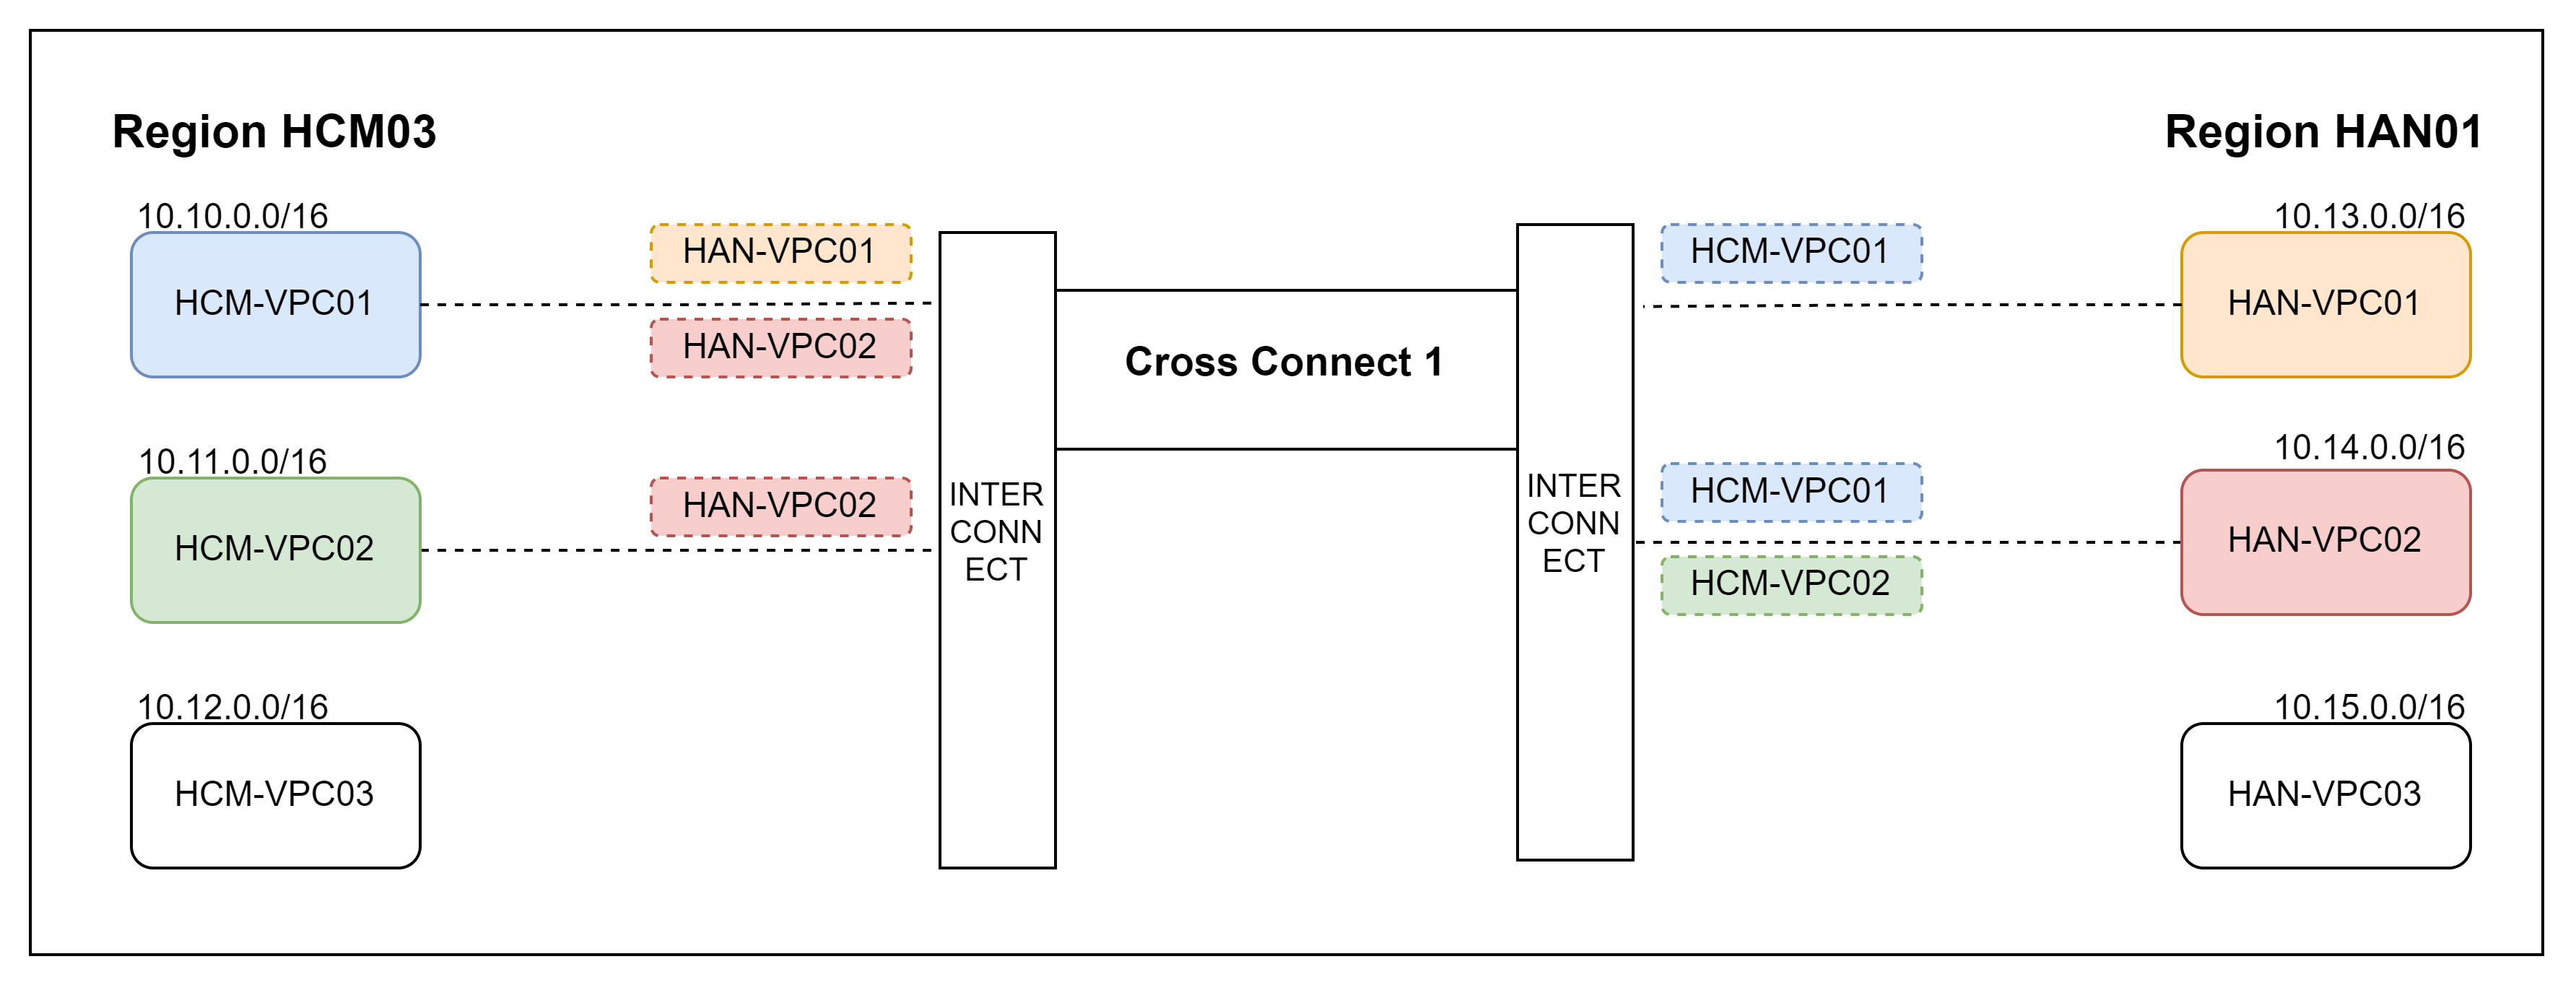 Region HCM03
Region HAN01
10.10.0.0/16
HCM-VPC01
HAN-VPC01
HAN-VPC02
10.11.0.0/16
HCM-VPC02
HAN-VPC02
10.12.0.0/16
HCM-VPC03
INTER
CONN
ECT
Cross Connect 1
INTER
CONN
ECT
HCM-VPC01
10.13.0.0/16
HAN-VPC01
HCM-VPC01
HCM-VPC02
10.14.0.0/16
HAN-VPC02
10.15.0.0/16
HAN-VPC03